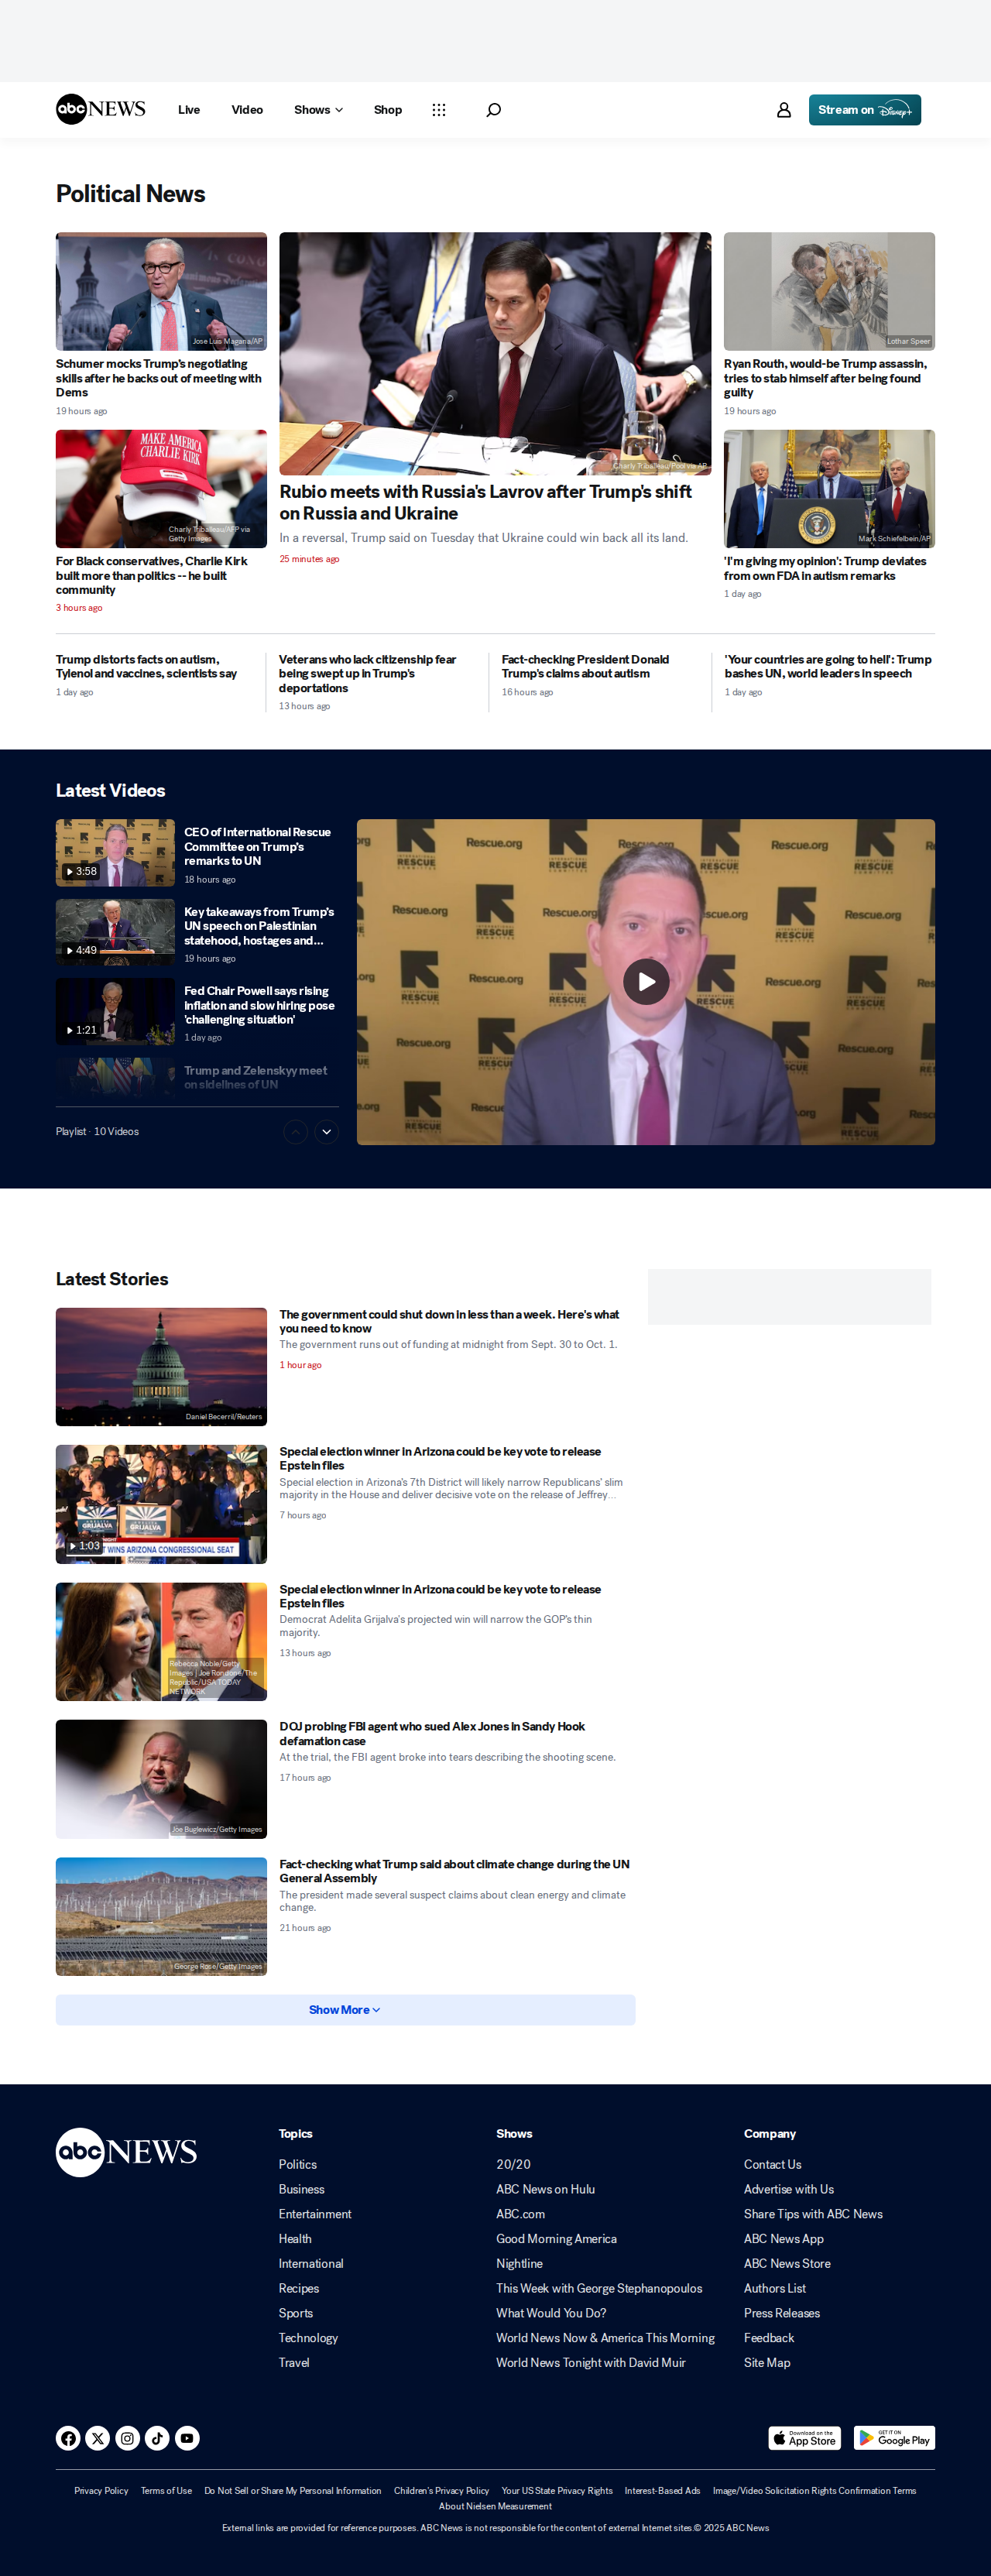 abc NEWS
Live
Video
Shows
Shop
Stream on Disney+
Political News
Jose Luis Magana/AP
Schumer mocks Trump's negotiating
skills after he backs out of meeting with
Dems
19 hours ago
MAKE AMERICA
CHARLIE KIRK
Charly Triballeau/AFP via
Getty Images
For Black conservatives, Charlie Kirk
built more than politics -- he built
community
3 hours ago
Charly Triballeau/Pool via AP
Rubio meets with Russia's Lavrov after Trump's shift
on Russia and Ukraine
In a reversal, Trump said on Tuesday that Ukraine could win back all its land.
25 minutes ago
Lothar Speer
Ryan Routh, would-be Trump assassin,
tries to stab himself after being found
guilty
19 hours ago
Mark Schiefelbein/AP
'I'm giving my opinion': Trump deviates
from own FDA in autism remarks
1 day ago
Trump distorts facts on autism,
Tylenol and vaccines, scientists say
1 day ago
Veterans who lack citizenship fear
being swept up in Trump's
deportations
13 hours ago
Fact-checking President Donald
Trump's claims about autism
16 hours ago
'Your countries are going to hell': Trump
bashes UN, world leaders in speech
1 day ago
Latest Videos
3:58
CEO of International Rescue
Committee on Trump's
remarks to UN
18 hours ago
4:49
Key takeaways from Trump's
UN speech on Palestinian
statehood, hostages and...
19 hours ago
1:21
Fed Chair Powell says rising
inflation and slow hiring pose
'challenging situation'
1 day ago
Trump and Zelenskyy meet
on sidelines of UN
Playlist · 10 Videos
INTERNATIONAL
RESCUE
COMMITTEE
Rescue.org
Latest Stories
Daniel Becerril/Reuters
The government could shut down in less than a week. Here's what
you need to know
The government runs out of funding at midnight from Sept. 30 to Oct. 1.
1 hour ago
GRIJALVA
GRIJALVA
1:03
T WINS ARIZONA CONGRESSIONAL SEAT
Special election winner in Arizona could be key vote to release
Epstein files
Special election in Arizona's 7th District will likely narrow Republicans' slim
majority in the House and deliver decisive vote on the release of Jeffrey...
7 hours ago
Rebecca Noble/Getty
Images | Joe Rondone/The
Republic/USA TODAY
NETWORK
Special election winner in Arizona could be key vote to release
Epstein files
Democrat Adelita Grijalva's projected win will narrow the GOP's thin
majority.
13 hours ago
Joe Buglewicz/Getty Images
DOJ probing FBI agent who sued Alex Jones in Sandy Hook
defamation case
At the trial, the FBI agent broke into tears describing the shooting scene.
17 hours ago
George Rose/Getty Images
Fact-checking what Trump said about climate change during the UN
General Assembly
The president made several suspect claims about clean energy and climate
change.
21 hours ago
Show More
abc NEWS
Topics
Politics
Business
Entertainment
Health
International
Recipes
Sports
Technology
Travel
Shows
20/20
ABC News on Hulu
ABC.com
Good Morning America
Nightline
This Week with George Stephanopoulos
What Would You Do?
World News Now & America This Morning
World News Tonight with David Muir
Company
Contact Us
Advertise with Us
Share Tips with ABC News
ABC News App
ABC News Store
Authors List
Press Releases
Feedback
Site Map
Download on the
App Store
GET IT ON
Google Play
Privacy Policy
Terms of Use
Do Not Sell or Share My Personal Information
Children's Privacy Policy
Your US State Privacy Rights
Interest-Based Ads
Image/Video Solicitation Rights Confirmation Terms
About Nielsen Measurement
External links are provided for reference purposes. ABC News is not responsible for the content of external Internet sites.© 2025 ABC News